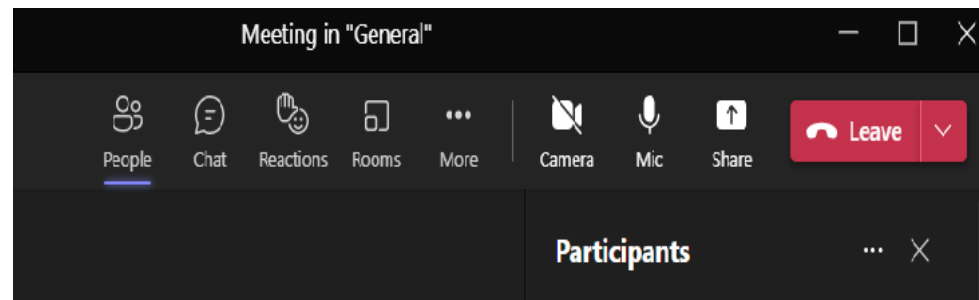 Meeting in "General"
People Chat Reactions Rooms More Camera Mic Share Leave
Participants